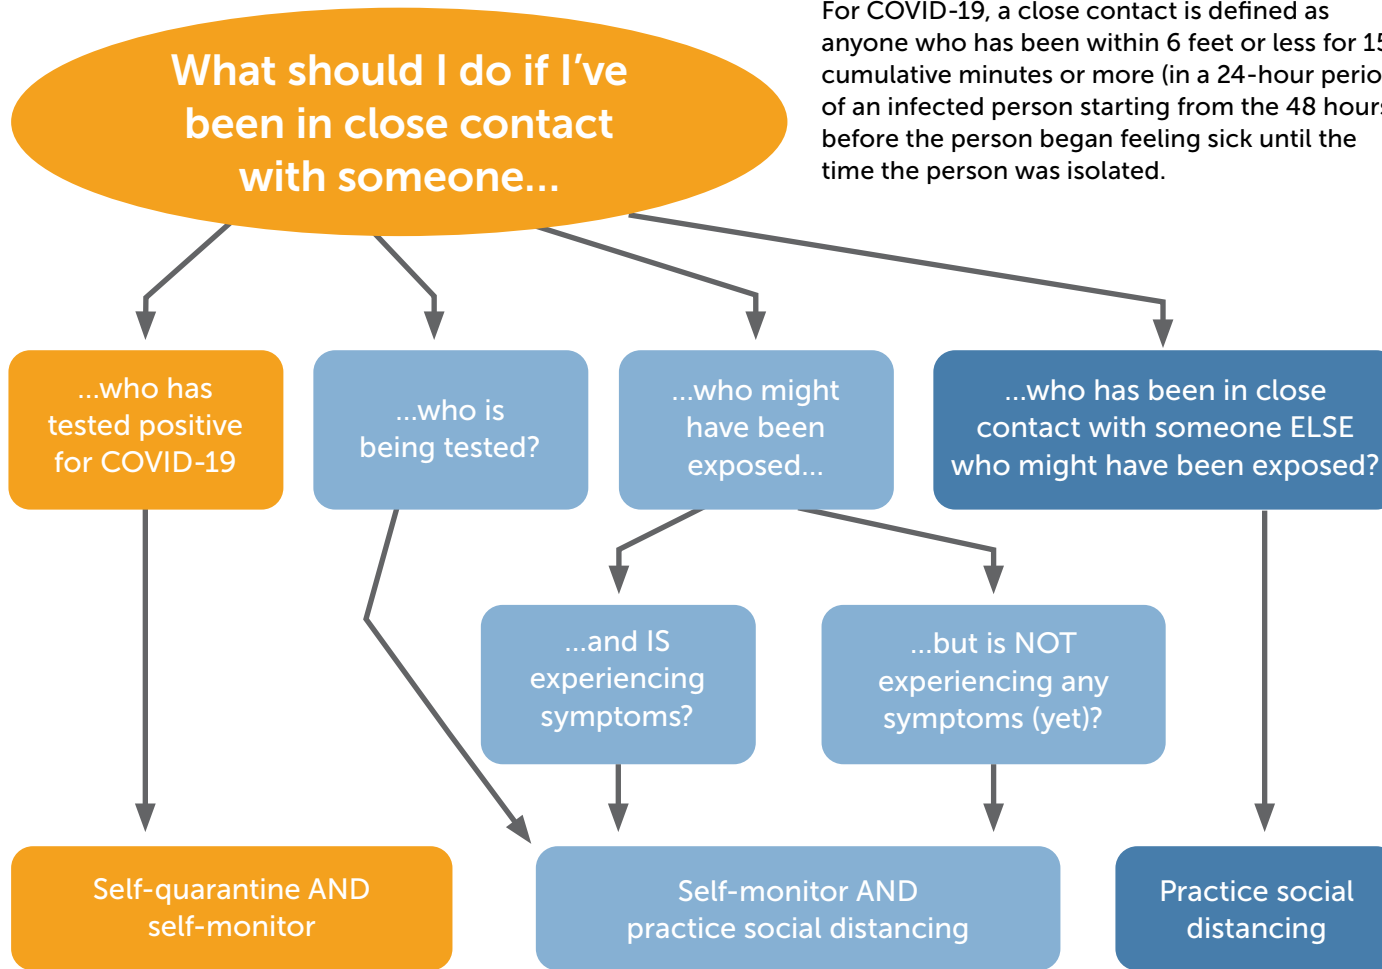 What should I do if I've
been in close contact
with someone...
For COVID-19, a close contact is defined as
anyone who has been within 6 feet or less for 15
cumulative minutes or more (in a 24-hour perio
of an infected person starting from the 48 hours
before the person began feeling sick until the
time the person was isolated.
...who has
tested positive
for COVID-19
...who is
being tested?
...who might
have been
exposed...
...who has been in close
contact with someone ELSE
who might have been exposed?
...and IS
experiencing
symptoms?
...but is NOT
experiencing any
symptoms (yet)?
Self-quarantine AND
self-monitor
Self-monitor AND
practice social distancing
Practice social
distancing